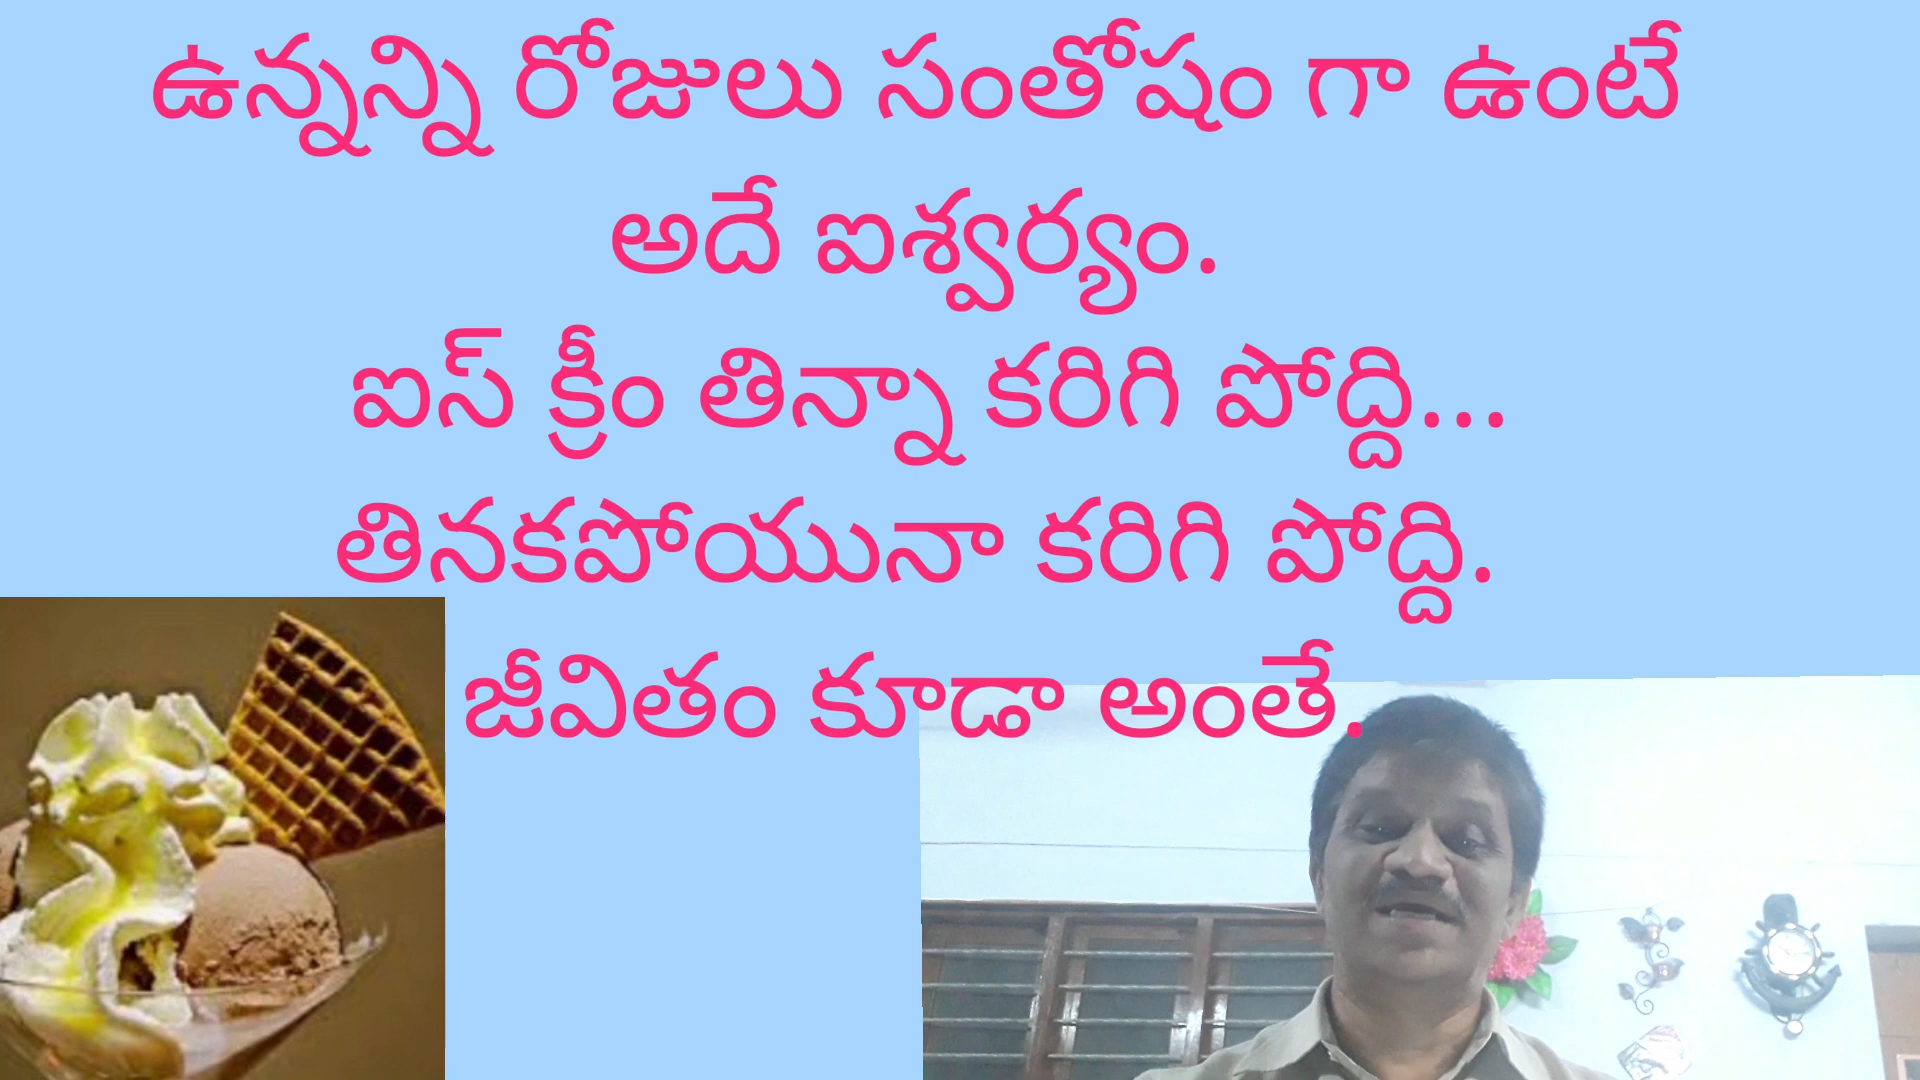 ఉన్నన్ని రోజులు సంతోషం గా ఉంటే
అదే ఐశ్వర్యం.
ఐస్ క్రీం తిన్నా కరిగి పోద్ది...
తినకపోయునా కరిగి పోద్ది.
జీవితం కూడా అంతే.